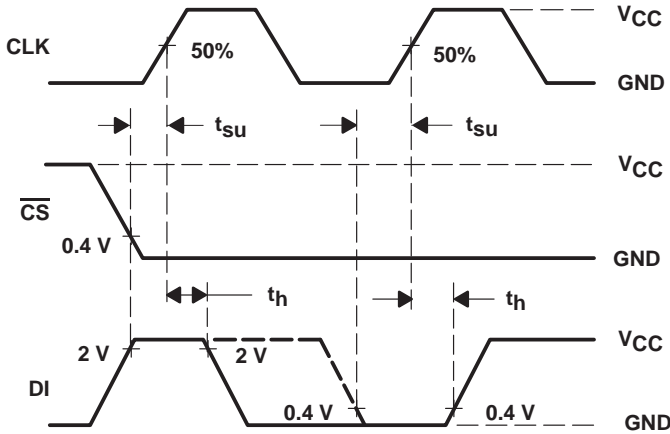 VCC
CLK
50%
50%
GND
tsu
tsu
VCC
CS
0.4 V
GND
th
th
VCC
2 V
2 V
DI
0.4 V
0.4 V
GND